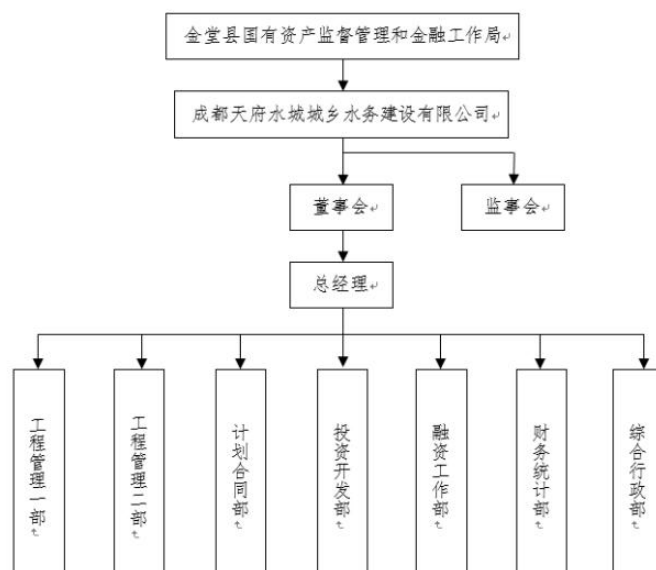 金堂县国有资产监督管理和金融工作局
成都天府水城城乡水务建设有限公司
董事会
监事会
总经理
工程管理一部
工程管理二部
计划合同部
投资开发部
融资工作部
财务统计部
综合行政部